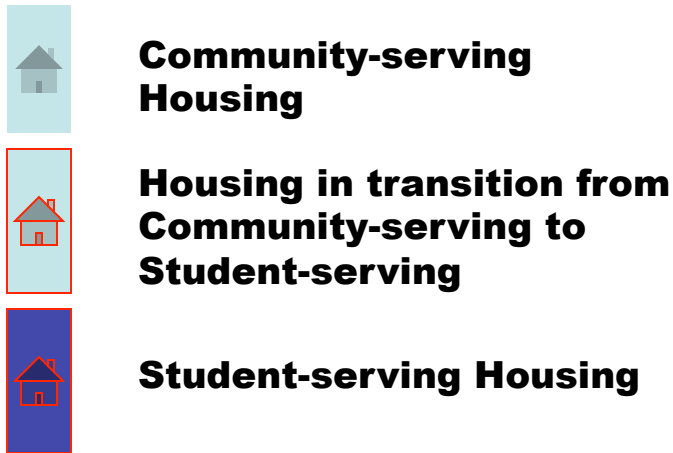 Community-serving
Housing
Housing in transition from
Community-serving to
Student-serving
Student-serving Housing